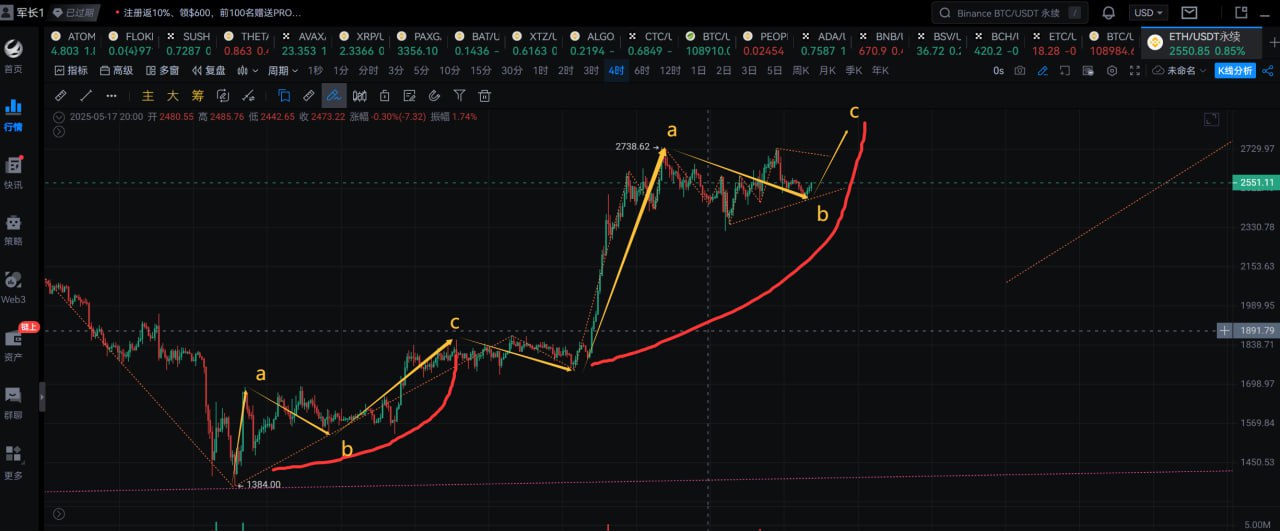 军长1 已过期 注册返10%、领$600，前100名赠送PRO... Binance BTC/USDT 永续 / USD
ATOM FLOKI SUSH THET AVAX XRP/U PAXG BAT/U XTZ/U ALGO CTC/U BTC/U PEOPI ADA/U BNB/U BSV/U BCH/U ETC/U BTC/U ETH/USDT永续
4.803 1.8 0.0(4)97 0.7287 0 0.863 0.4 23.353 1 2.3366 0 3356.10 0.1436 - 0.6163 0 0.2194 - 0.6849 - 108910.0 0.02454 0.7587 1 670.9 0.4 36.72 0.2 420.2 -0 18.28 -0 108984.6 2550.85 0.85%
首页
行情
快讯
策略
Web3
链上
资产
群聊
更多
指标 高级 多窗 复盘 周期 1秒 1分 分时 3分 5分 10分 15分 30分 1时 2时 3时 4时 6时 12时 1日 2日 3日 5日 周K 月K 季K 年K 0s 未命名 K线分析
主 大 筹
2025-05-17 20:00 开 2480.55 高 2485.76 低 2442.65 收 2473.22 涨幅 -0.30%(-7.32) 振幅 1.74%
c
a
2738.62
b
c
a
b
1384.00
2729.97
2551.11
2330.78
2153.63
1989.95
1891.79
1838.71
1698.97
1569.84
1450.53
5.00M